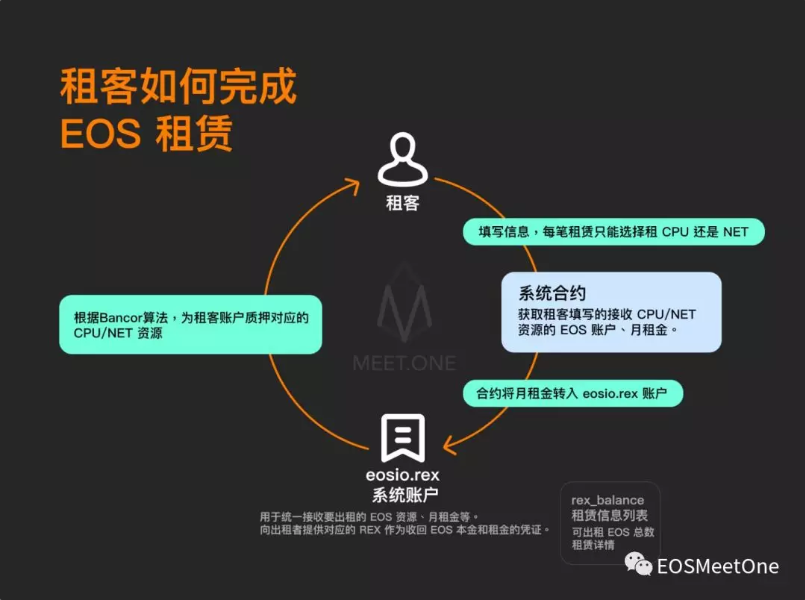 租客如何完成
EOS 租赁
租客
填写信息，每笔租赁只能选择租 CPU 还是 NET
系统合约
获取租客填写的接收 CPU/NET
资源的 EOS 账户、月租金。
根据Bancor算法，为租客账户质押对应的
CPU/NET 资源
MEET.ONE
合约将月租金转入 eosio.rex 账户
eosio.rex
系统账户
用于统一接收要出租的 EOS 资源、月租金等。
向出租者提供对应的 REX 作为收回 EOS 本金和租金的凭证。
rex_balance
租赁信息列表
可出租 EOS 总数
租赁详情
EOSMeetOne